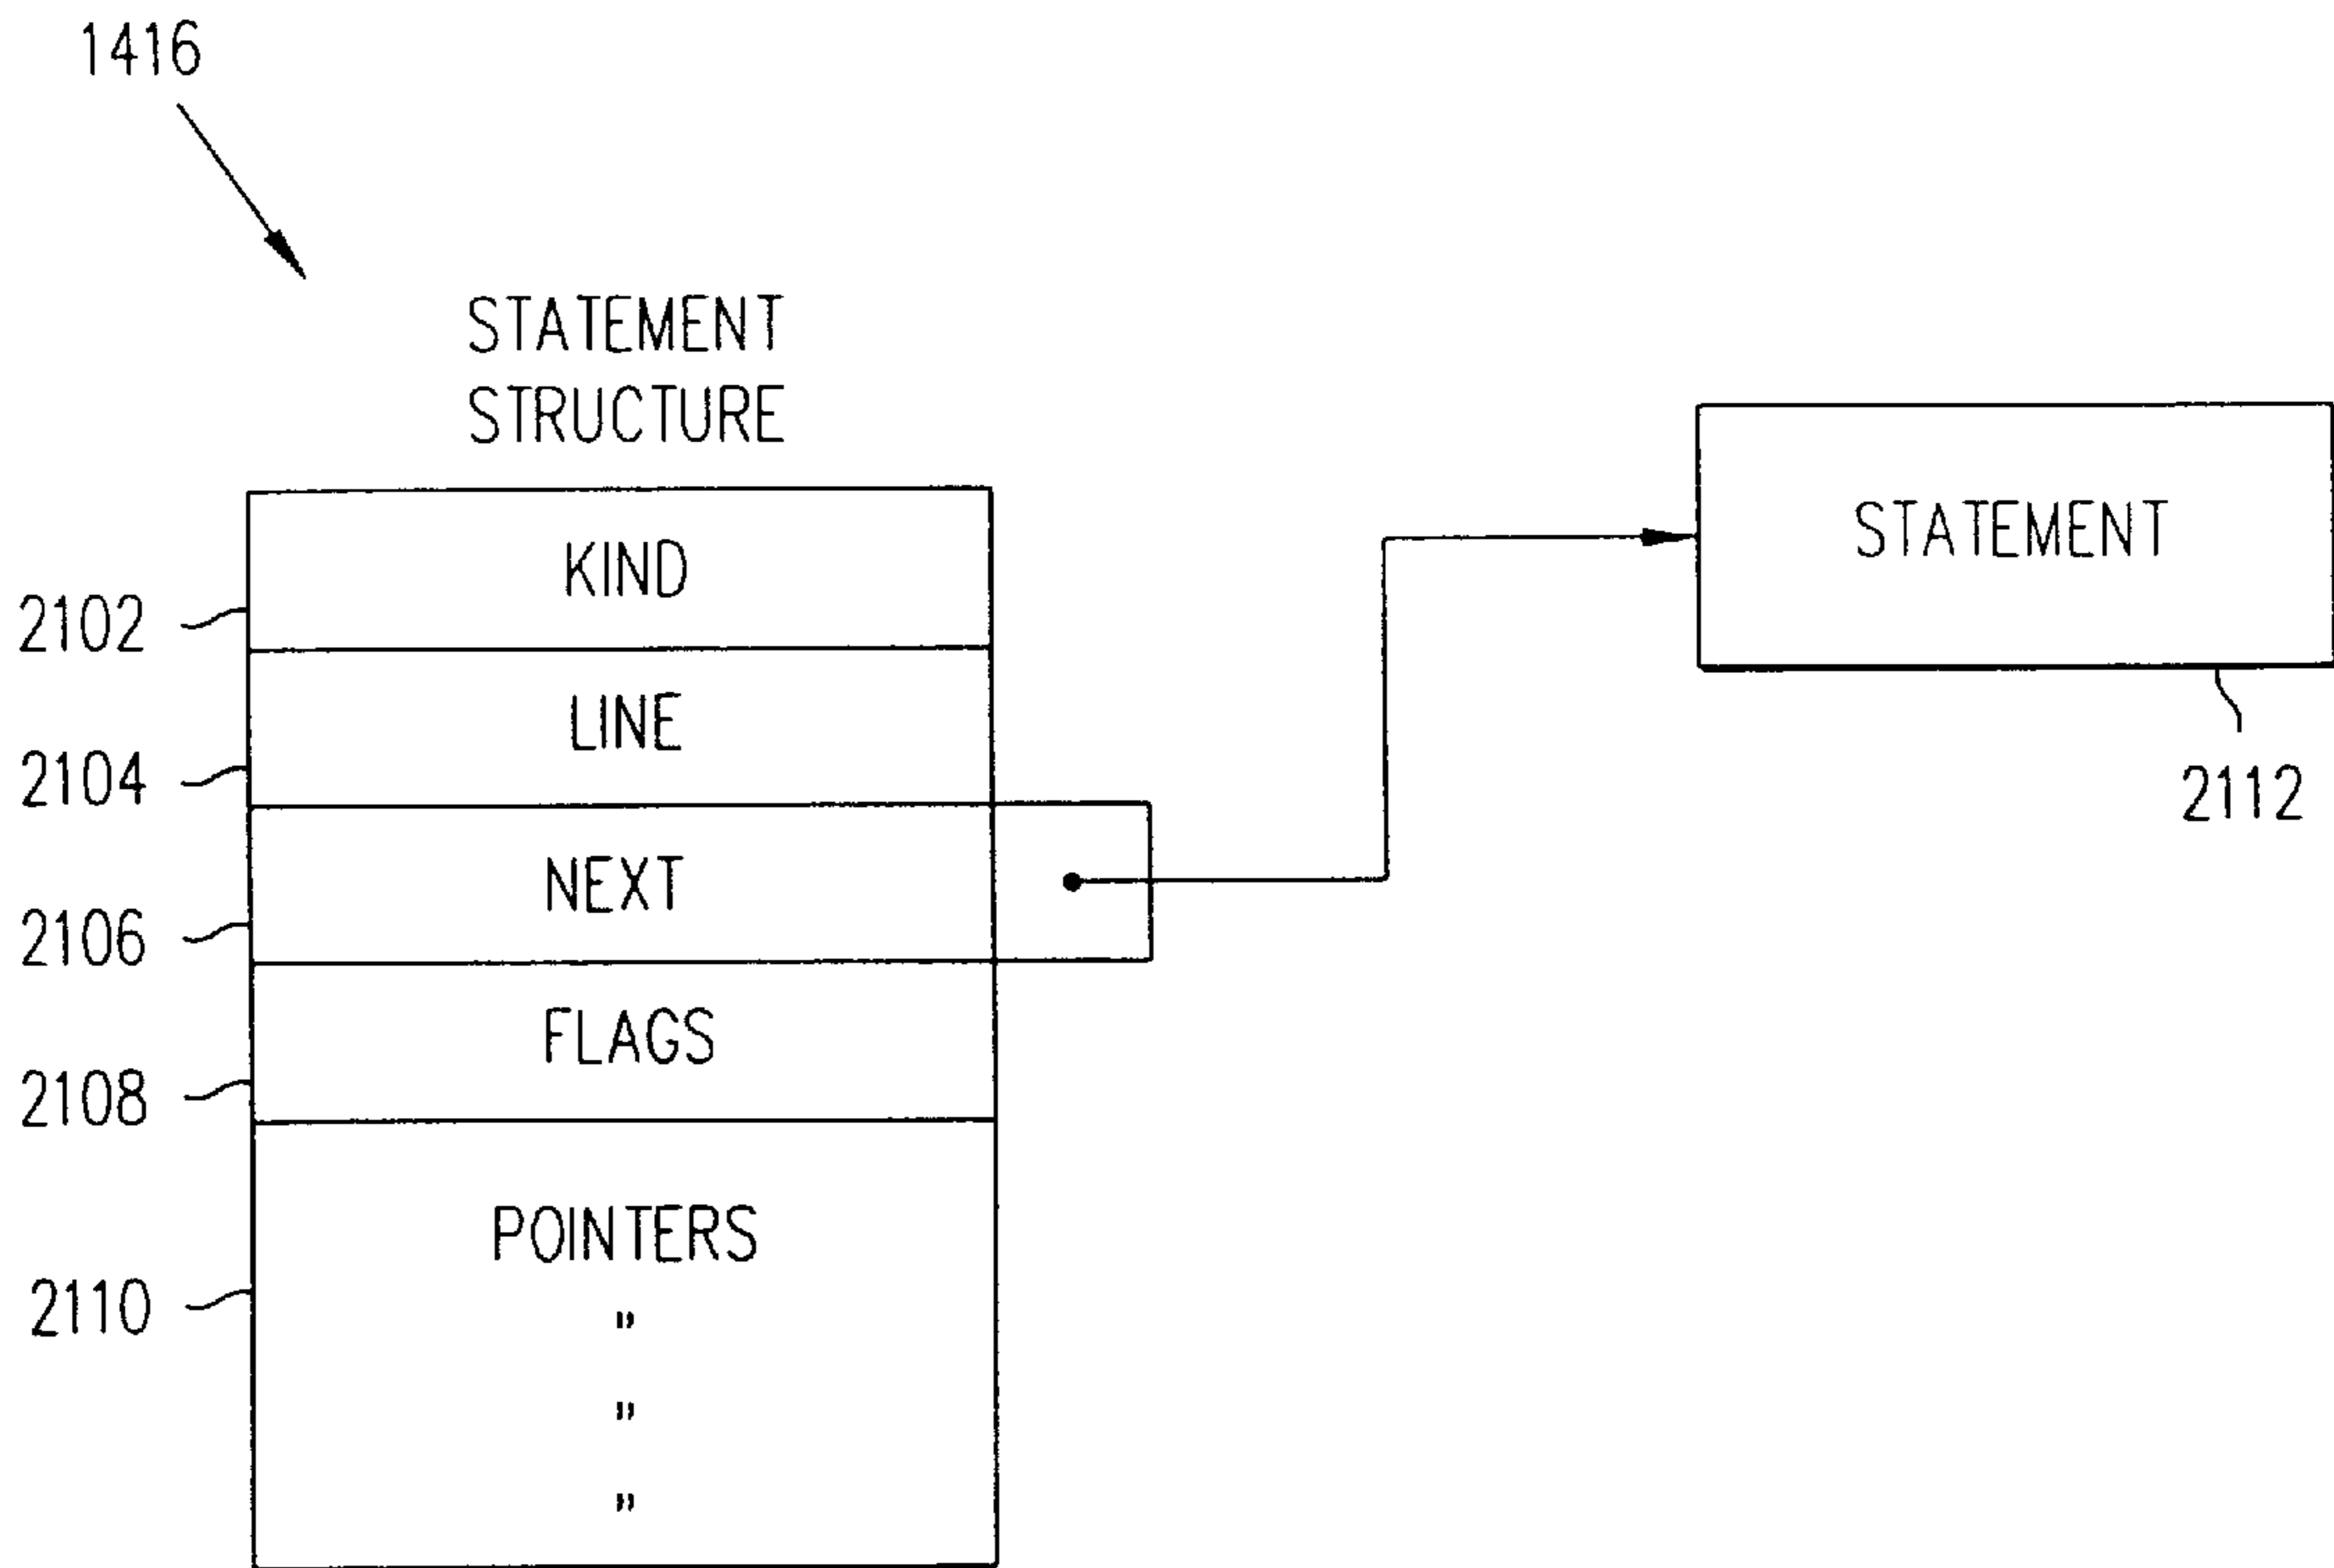 1416
STATEMENT
STRUCTURE
KIND
2102
LINE
2104
NEXT
2106
FLAGS
2108
POINTERS
2110
"
"
"
STATEMENT
2112